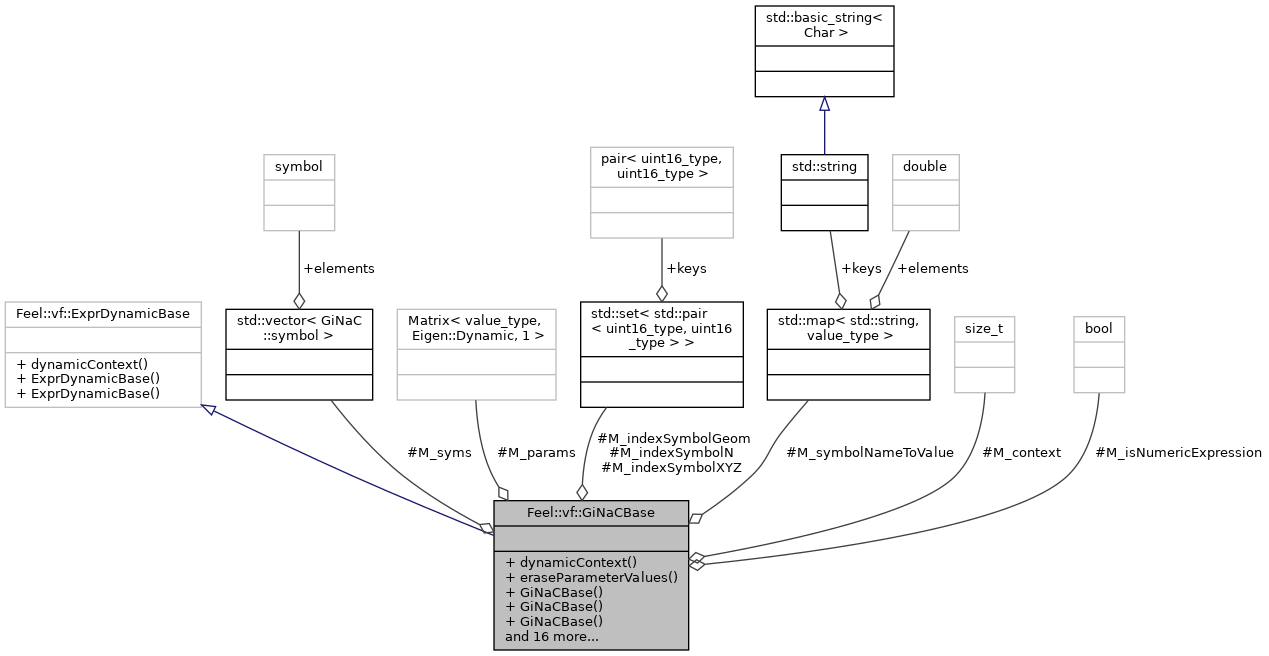 std::basic_string<
Char >
pair< uint16_type,
uint16_type >
symbol
std::string
double
+elements
+keys
+keys
+elements
Feel::vf::ExprDynamicBase
+ dynamicContext()
+ ExprDynamicBase()
+ ExprDynamicBase()
std::vector< GiNaC
::symbol >
Matrix< value_type,
Eigen::Dynamic, 1 >
std::set< std::pair
< uint16_type, uint16
_type > >
std::map< std::string,
value_type >
size_t
bool
#M_syms
#M_params
#M_indexSymbolGeom
#M_indexSymbolN
#M_indexSymbolXYZ
#M_symbolNameToValue
#M_context
#M_isNumericExpression
Feel::vf::GiNaCBase
+ dynamicContext()
+ eraseParameterValues()
+ GiNaCBase()
+ GiNaCBase()
+ GiNaCBase()
and 16 more...